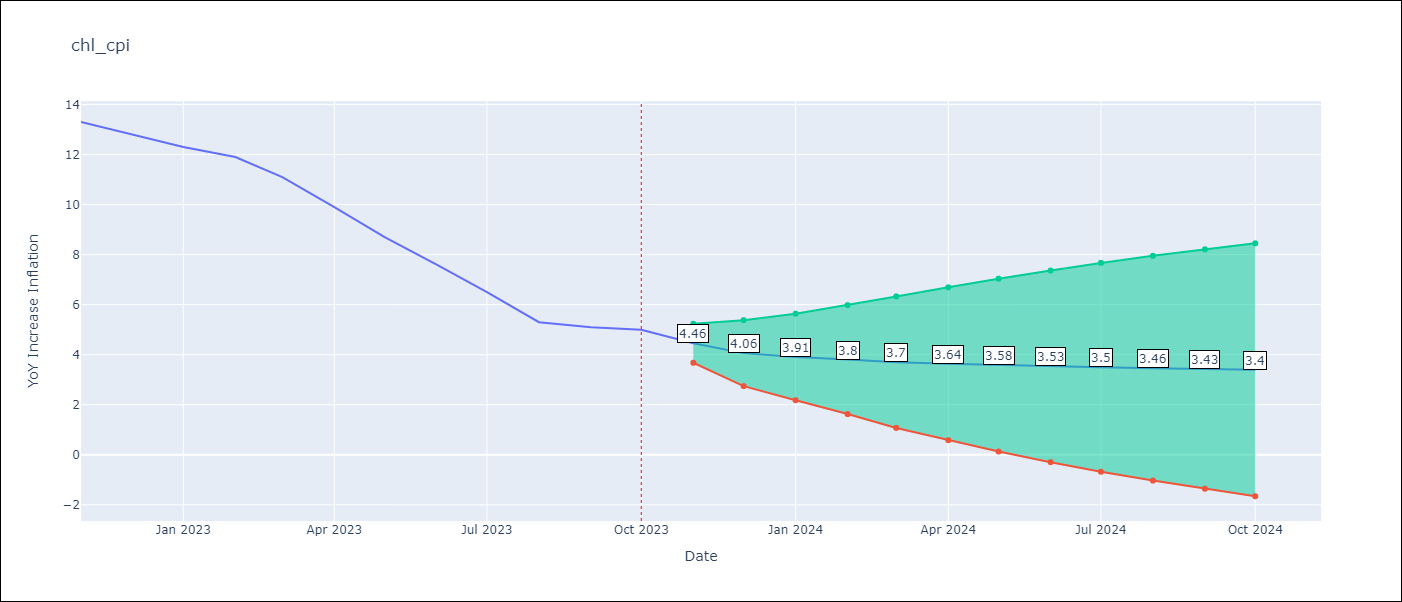 chl_cpi
YoY Increase Inflation
14
12
10
8
6
4
2
0
−2
4.46
4.06
3.91
3.8
3.7
3.64
3.58
3.53
3.5
3.46
3.43
3.4
Jan 2023
Apr 2023
Jul 2023
Oct 2023
Jan 2024
Apr 2024
Jul 2024
Oct 2024
Date